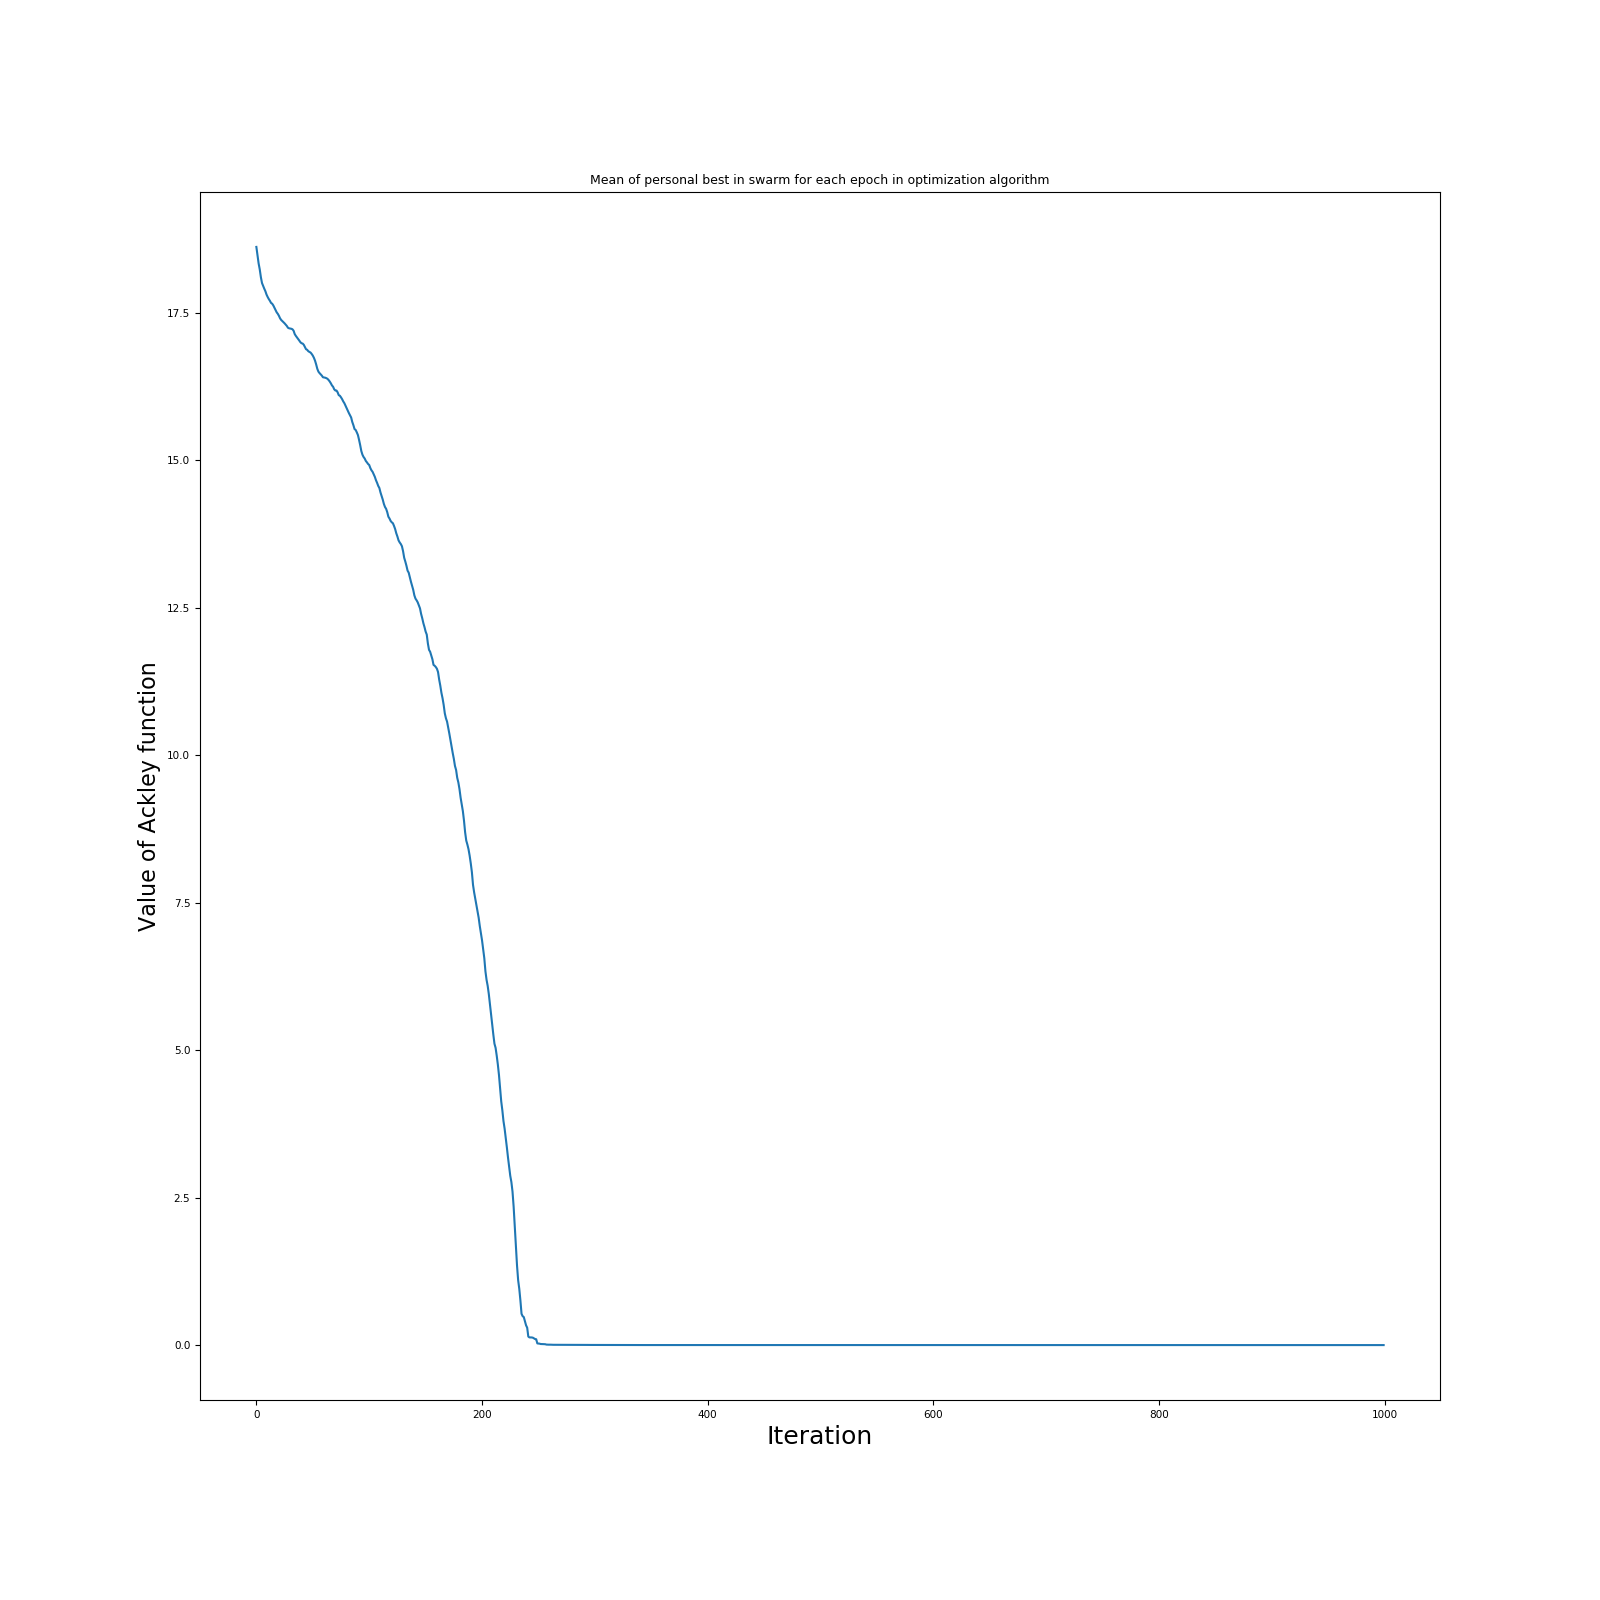 Mean of personal best in swarm for each epoch in optimization algorithm
Value of Ackley function
17.5
15.0
12.5
10.0
7.5
5.0
2.5
0.0
0 200 400 600 800 1000
Iteration